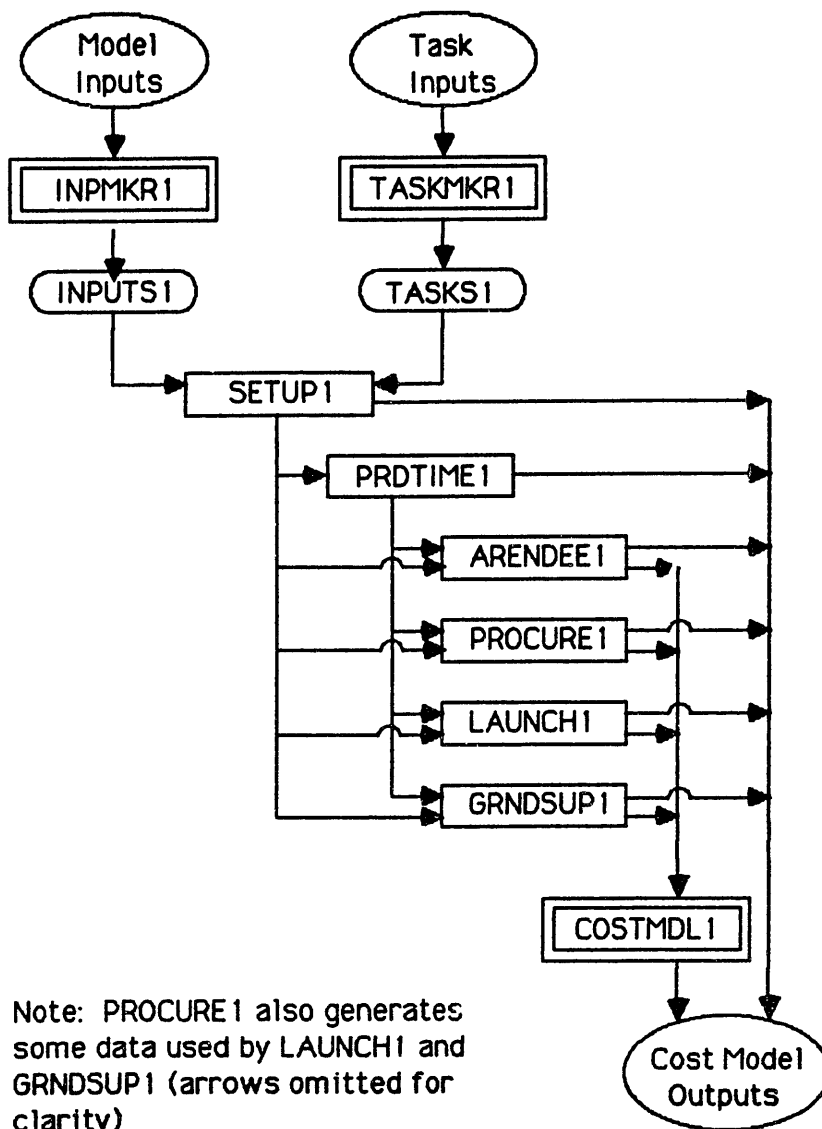 Model
Inputs
Task
Inputs
INPMKR1
TASKMKR1
INPUTS1
TASKS1
SETUP1
PRDTIME1
ARENDEE1
PROCURE1
LAUNCH1
GRNDSUP1
COSTMDL1
Note: PROCURE1 also generates
some data used by LAUNCH1 and
GRNDSUP1 (arrows omitted for
clarity)
Cost Model
Outputs